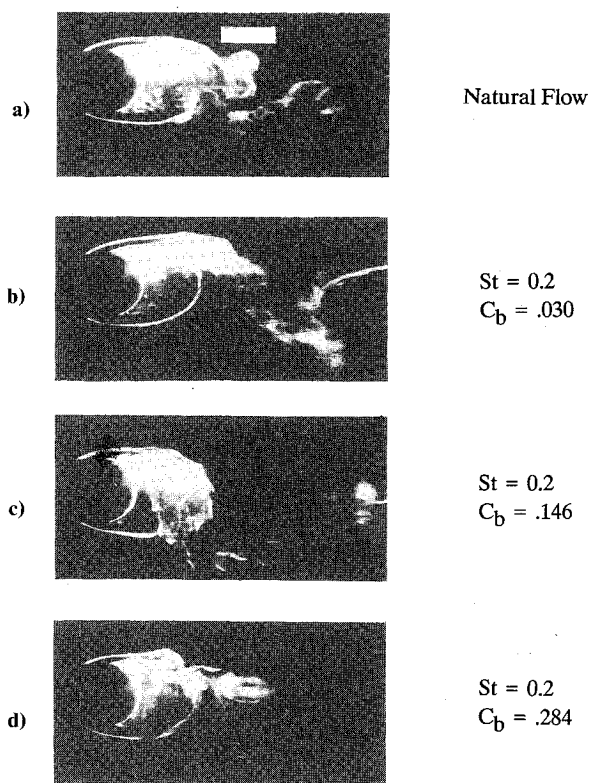 a)
Natural Flow
b)
St = 0.2
C_b = .030
c)
St = 0.2
C_b = .146
d)
St = 0.2
C_b = .284